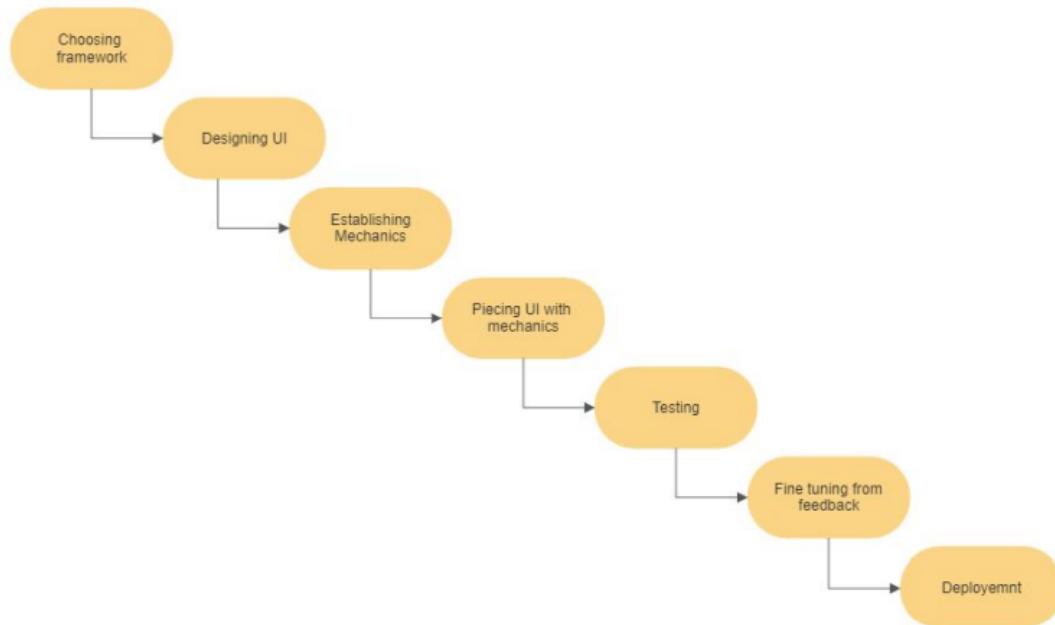 Choosing
framework
Designing UI
Establishing
Mechanics
Piecing UI with
mechanics
Testing
Fine tuning from
feedback
Deployemnt